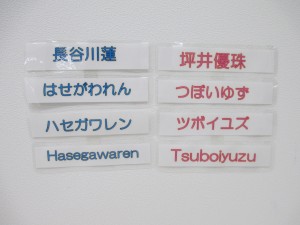 長谷川蓮
はせがわれん
ハセガワレン
Hasegawaren
坪井優珠
つぼいゆず
ツボイユズ
Tsuboiyuzu